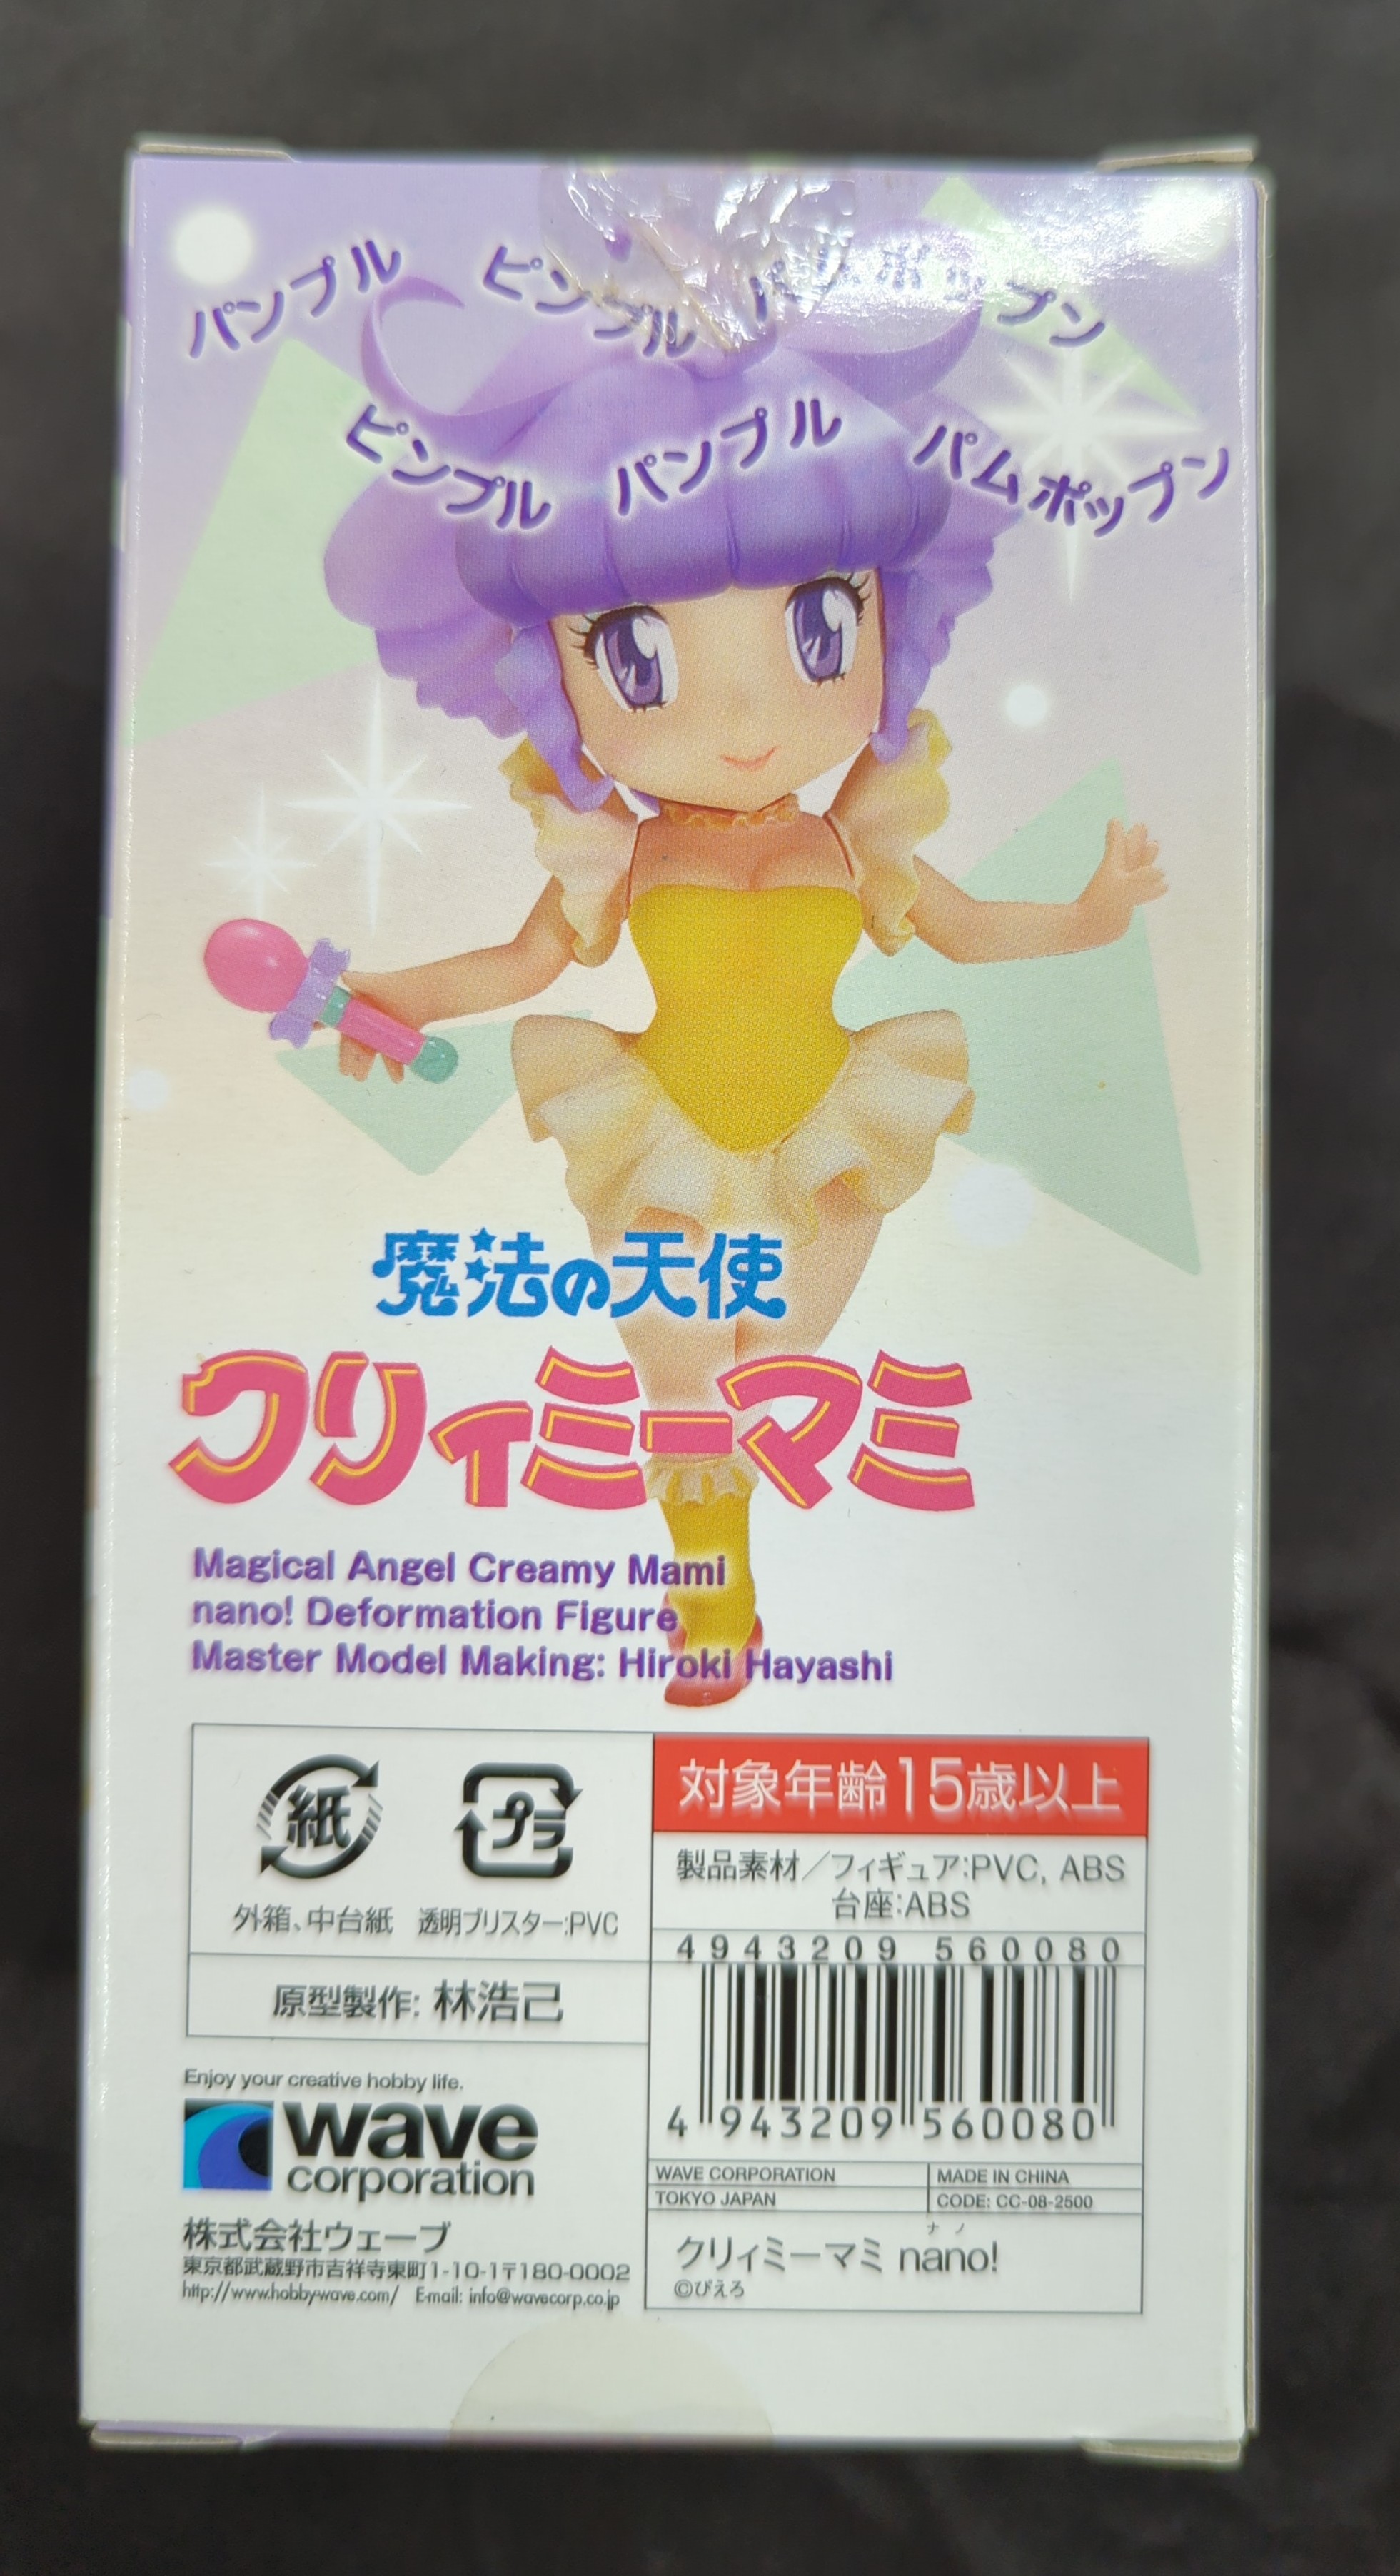 パンプル ピンプル パムポップン
ピンプル パンプル パムポップン
魔法の天使
クリィミーマミ
Magical Angel Creamy Mami
nano! Deformation Figure
Master Model Making: Hiroki Hayashi
紙
プラ
外箱、中台紙 透明ブリスター:PVC
原型製作: 林浩己
対象年齢15歳以上
製品素材/フィギュア:PVC, ABS
台座:ABS
4943209 560080
4 943209 560080
WAVE CORPORATION
MADE IN CHINA
TOKYO JAPAN
CODE: CC-08-2500
ナノ
クリィミーマミ nano!
©ぴえろ
Enjoy your creative hobby life.
wave
corporation
株式会社ウェーブ
東京都武蔵野市吉祥寺東町1-10-1〒180-0002
http://www.hobby-wave.com/ E-mail: info@wavecorp.co.jp